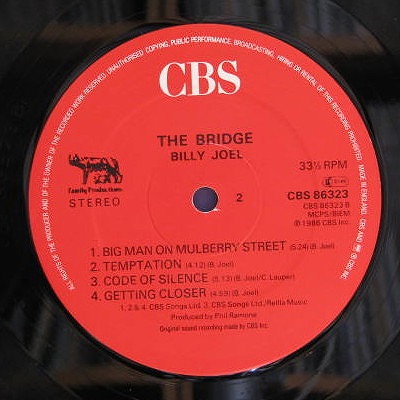 ALL RIGHTS OF THE PRODUCER AND OF THE OWNER OF THE RECORDED WORK RESERVED. UNAUTHORISED COPYING, PUBLIC PERFORMANCE, BROADCASTING, HIRING OR RENTAL OF THIS RECORDING PROHIBITED. MADE IN ENGLAND.
CBS
THE BRIDGE
BILLY JOEL
33⅓ RPM
Family Productions
STEREO
2
CBS 86323
CBS 86323 B
MCPS/BIEM
℗ 1986 CBS Inc
1. BIG MAN ON MULBERRY STREET (5.24) (B. Joel)
2. TEMPTATION (4.12) (B. Joel)
3. CODE OF SILENCE (5.13) (B. Joel/C. Lauper)
4. GETTING CLOSER (4.59) (B. Joel)
1, 2 & 4. CBS Songs Ltd. 3. CBS Songs Ltd./Reilla Music
Produced by Phil Ramone
Original sound recording made by CBS Inc.